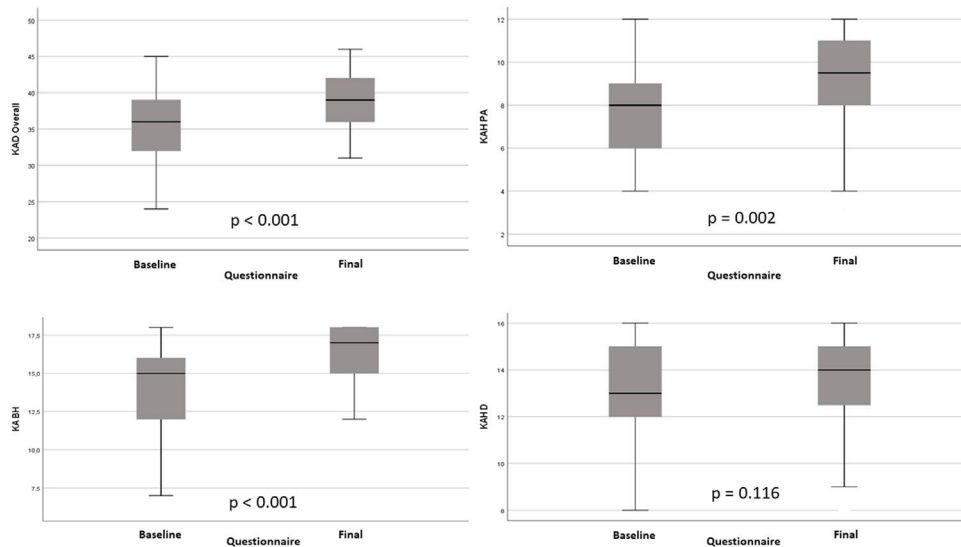 50
45
40
35
30
25
20
KAD Overall
p < 0.001
Baseline
Final
Questionnaire
12
10
8
6
4
2
KAH PA
p = 0.002
Baseline
Final
Questionnaire
17,5
15,0
12,5
10,0
7,5
KA BH
p < 0.001
Baseline
Final
Questionnaire
16
14
12
10
8
KAH D
p = 0.116
Baseline
Final
Questionnaire